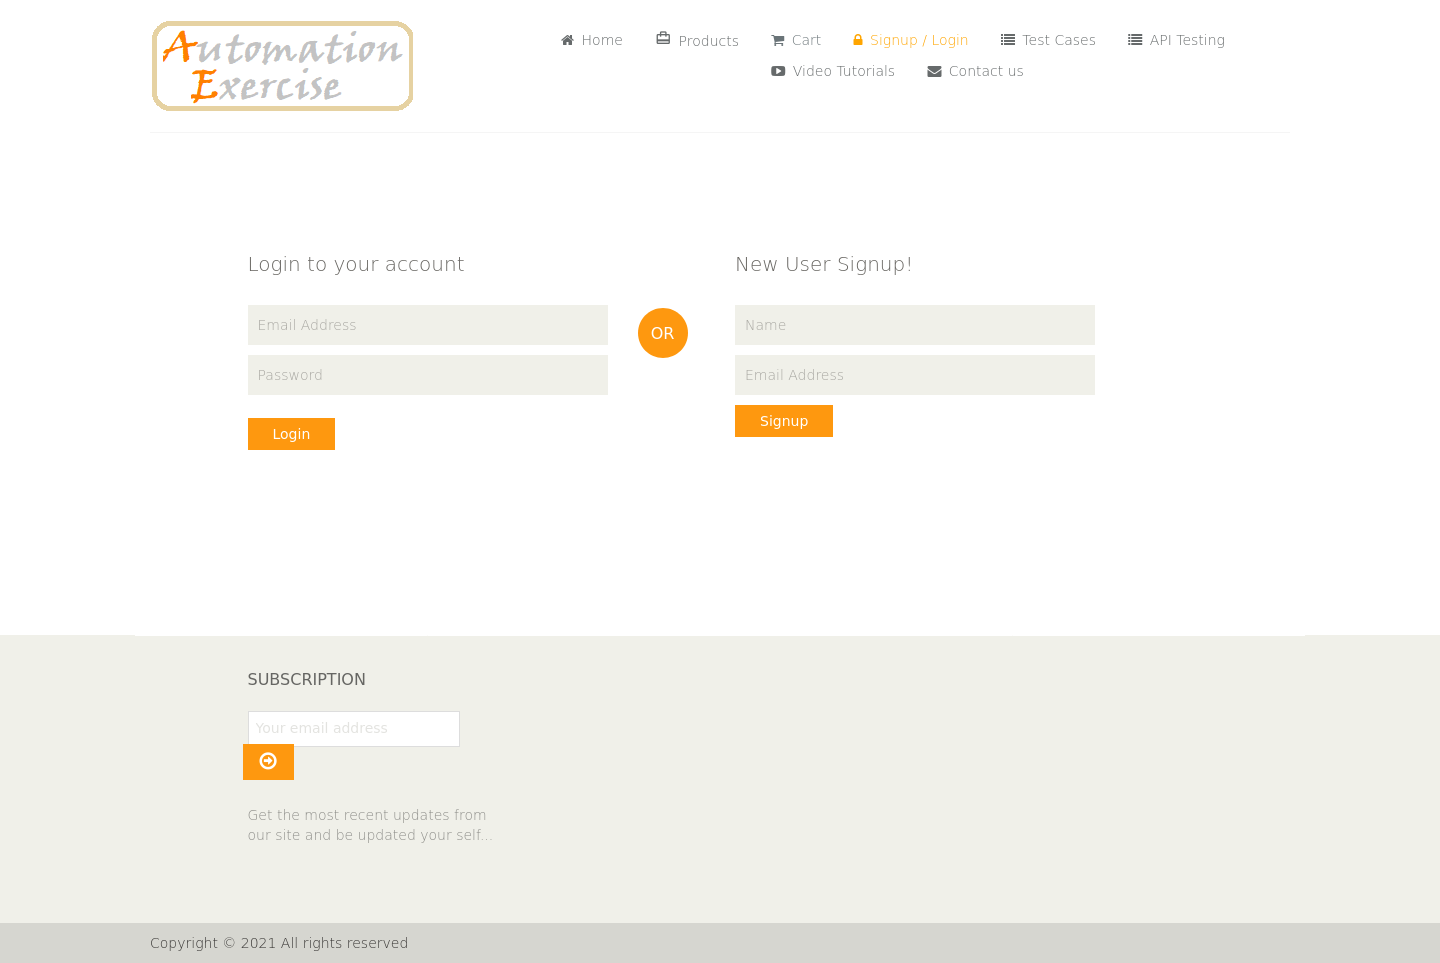 Automation
Exercise
Home Products Cart Signup / Login Test Cases API Testing
Video Tutorials Contact us
Login to your account
Email Address
Password
Login
OR
New User Signup!
Name
Email Address
Signup
SUBSCRIPTION
Your email address
Get the most recent updates from
our site and be updated your self...
Copyright © 2021 All rights reserved